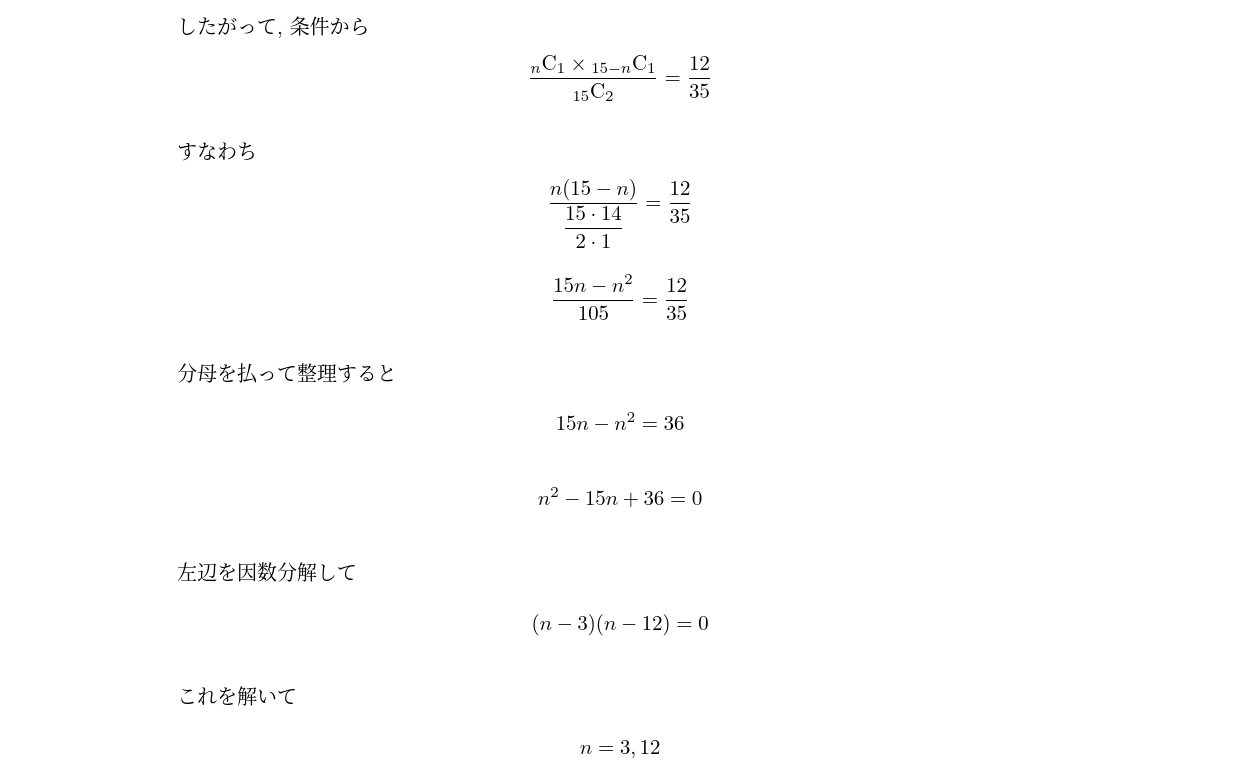 したがって, 条件から
\frac{{}_{n}\mathrm{C}_{1} \times {}_{15-n}\mathrm{C}_{1}}{{}_{15}\mathrm{C}_{2}} = \frac{12}{35}
すなわち
\frac{n(15-n)}{\frac{15 \cdot 14}{2 \cdot 1}} = \frac{12}{35}
\frac{15n-n^2}{105} = \frac{12}{35}
分母を払って整理すると
15n-n^2 = 36
n^2-15n+36 = 0
左辺を因数分解して
(n-3)(n-12) = 0
これを解いて
n = 3, 12